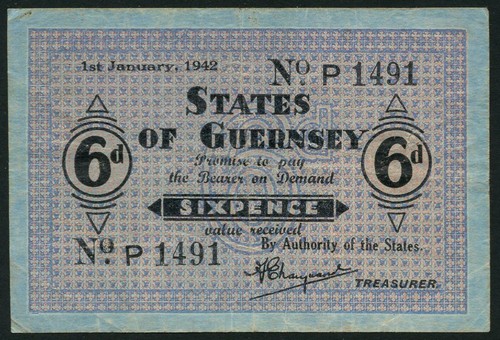 1st January, 1942 No P 1491
STATES
OF GUERNSEY
6d 6d
Promise to pay
the Bearer on Demand
SIXPENCE
value received
By Authority of the States.
No P 1491
TREASURER.